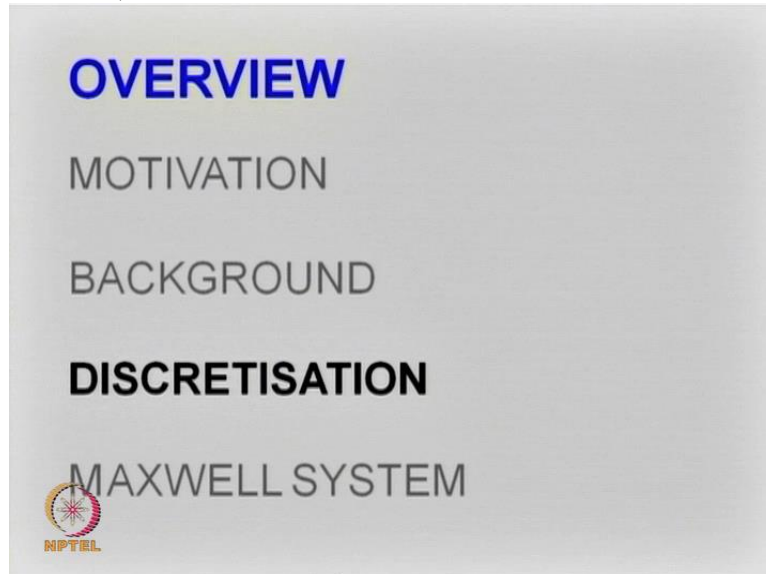 OVERVIEW
MOTIVATION
BACKGROUND
DISCRETISATION
MAXWELL SYSTEM
NPTEL